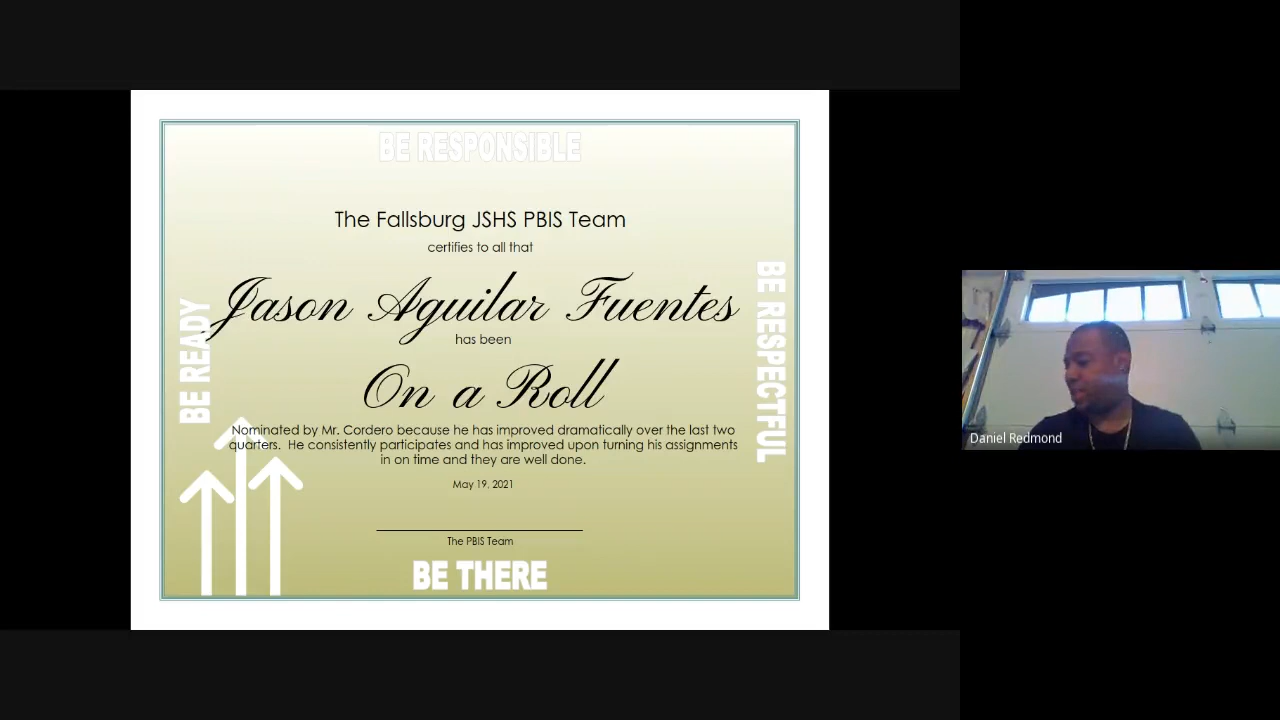 BE RESPONSIBLE
The Fallsburg JSHS PBIS Team
certifies to all that
Jason Aguilar Fuentes
has been
On a Roll
Nominated by Mr. Cordero because he has improved dramatically over the last two
quarters. He consistently participates and has improved upon turning his assignments
in on time and they are well done.
May 19, 2021
The PBIS Team
BE THERE
BE READY
BE RESPECTFUL
Daniel Redmond